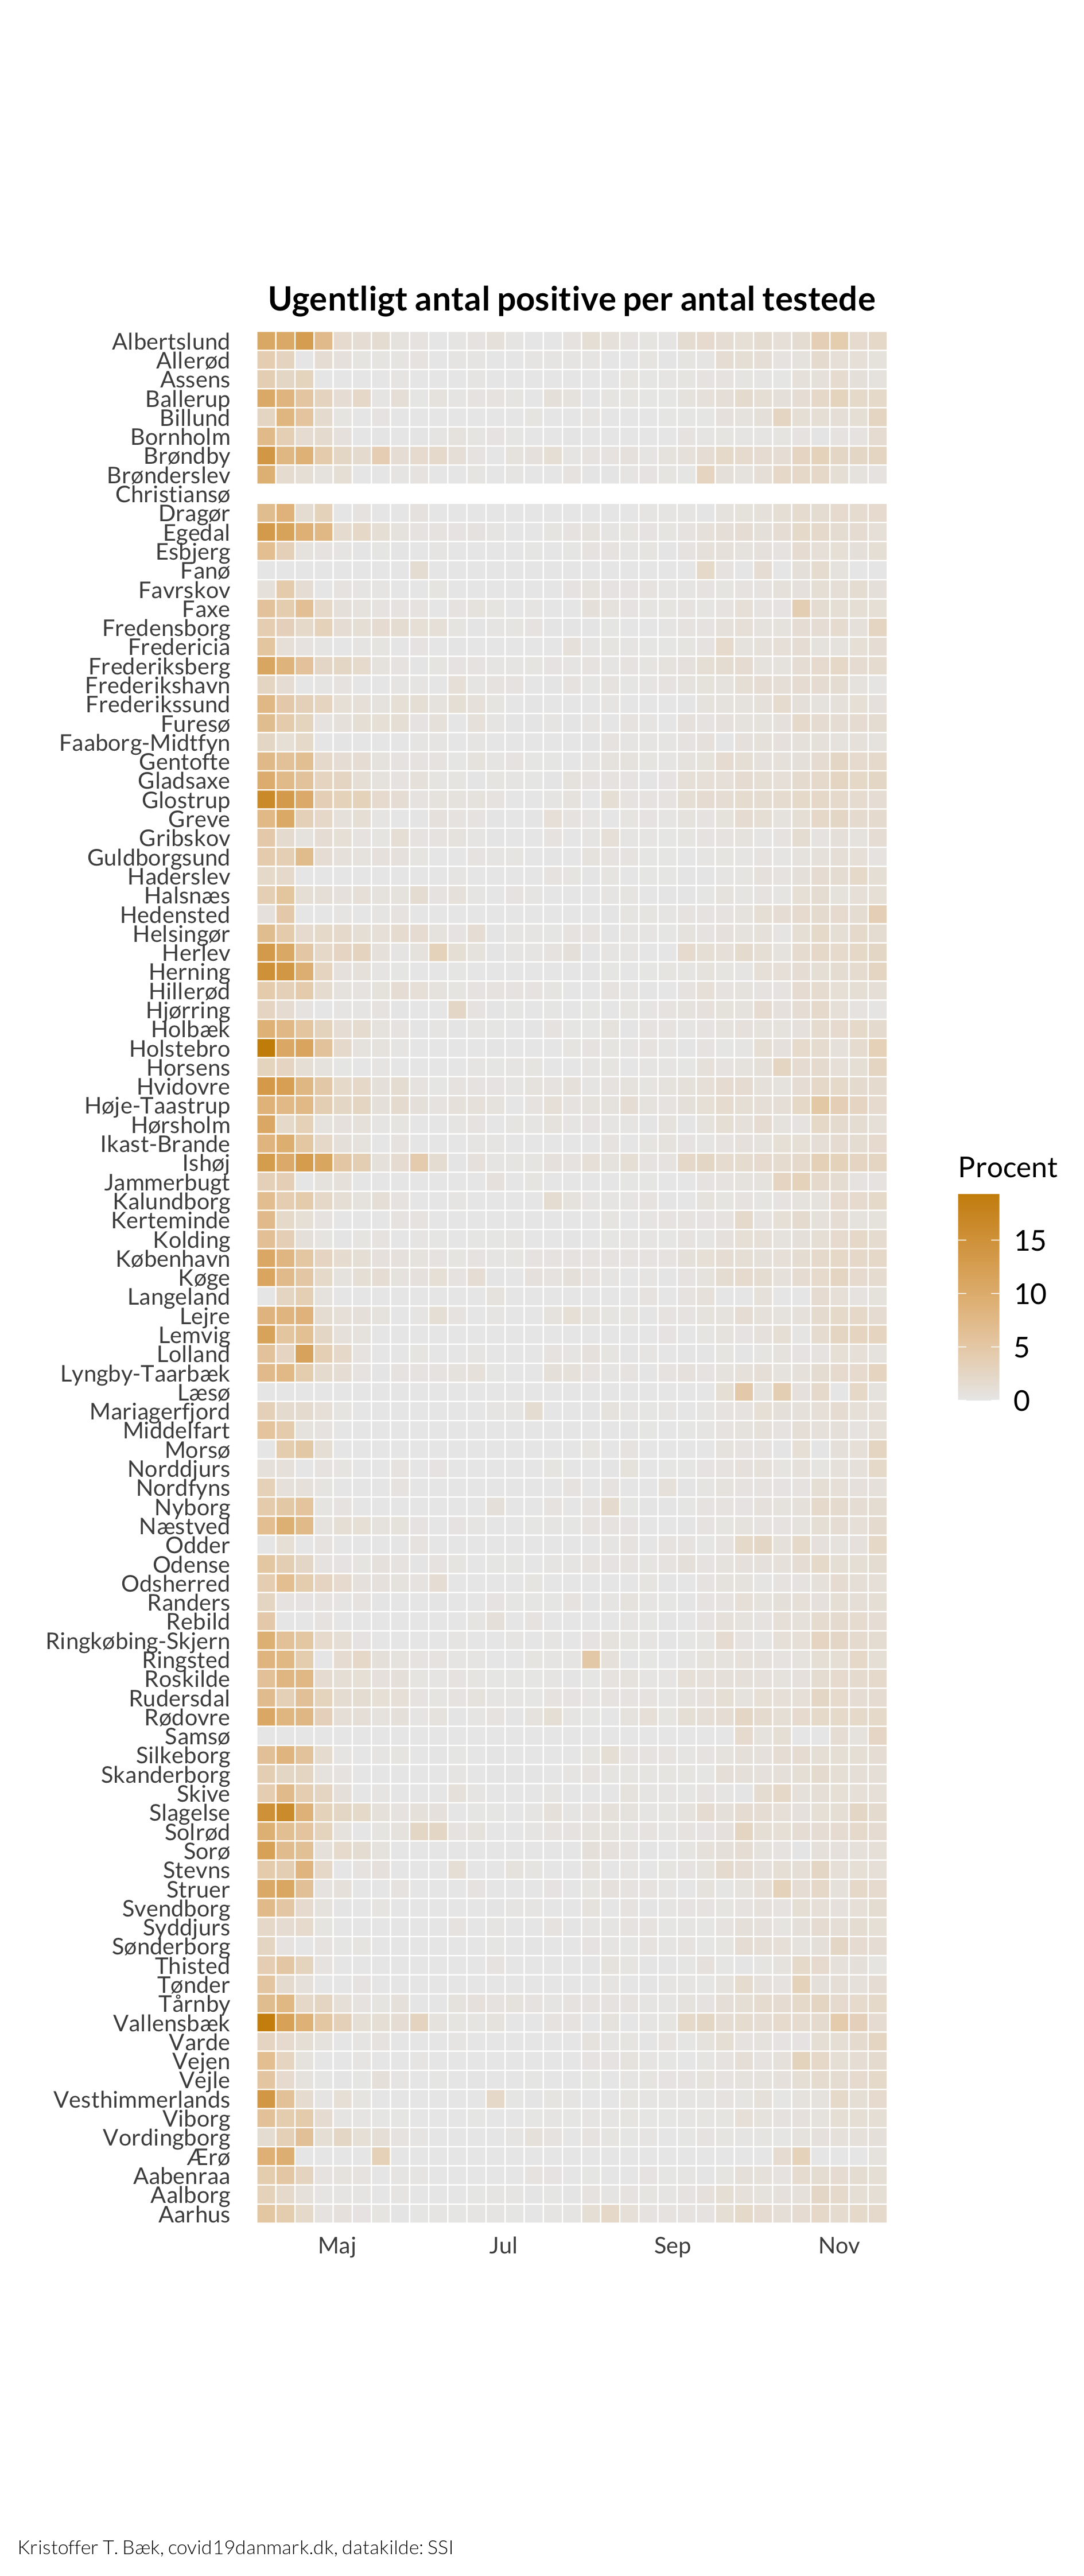 Ugentligt antal positive per antal testede
Albertslund
Allerød
Assens
Ballerup
Billund
Bornholm
Brøndby
Brønderslev
Christiansø
Dragør
Egedal
Esbjerg
Fanø
Favrskov
Faxe
Fredensborg
Fredericia
Frederiksberg
Frederikshavn
Frederikssund
Furesø
Faaborg-Midtfyn
Gentofte
Gladsaxe
Glostrup
Greve
Gribskov
Guldborgsund
Haderslev
Halsnæs
Hedensted
Helsingør
Herlev
Herning
Hillerød
Hjørring
Holbæk
Holstebro
Horsens
Hvidovre
Høje-Taastrup
Hørsholm
Ikast-Brande
Ishøj
Jammerbugt
Kalundborg
Kerteminde
Kolding
København
Køge
Langeland
Lejre
Lemvig
Lolland
Lyngby-Taarbæk
Læsø
Mariagerfjord
Middelfart
Morsø
Norddjurs
Nordfyns
Nyborg
Næstved
Odder
Odense
Odsherred
Randers
Rebild
Ringkøbing-Skjern
Ringsted
Roskilde
Rudersdal
Rødovre
Samsø
Silkeborg
Skanderborg
Skive
Slagelse
Solrød
Sorø
Stevns
Struer
Svendborg
Syddjurs
Sønderborg
Thisted
Tønder
Tårnby
Vallensbæk
Varde
Vejen
Vejle
Vesthimmerlands
Viborg
Vordingborg
Ærø
Aabenraa
Aalborg
Aarhus
Maj Jul Sep Nov
Procent
15
10
5
0
Kristoffer T. Bæk, covid19danmark.dk, datakilde: SSI